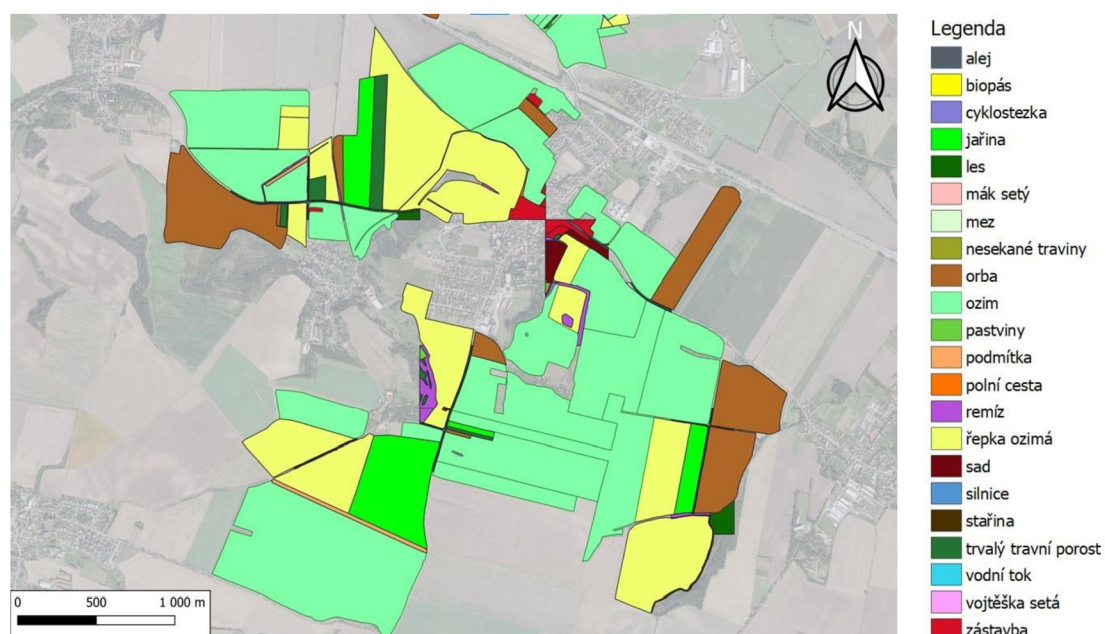 Legenda
alej
biopás
cyklostezka
jařina
les
mák setý
mez
nesekané traviny
orba
ozim
pastviny
podmítka
polní cesta
remíz
řepka ozimá
sad
silnice
stařina
trvalý travní porost
vodní tok
vojtěška setá
zástavba
N
0 500 1 000 m